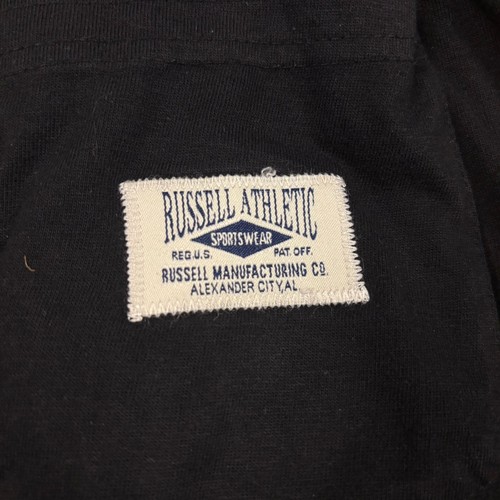 RUSSELL ATHLETIC
SPORTSWEAR
REG.U.S. PAT.OFF.
RUSSELL MANUFACTURING CO.
ALEXANDER CITY,AL.